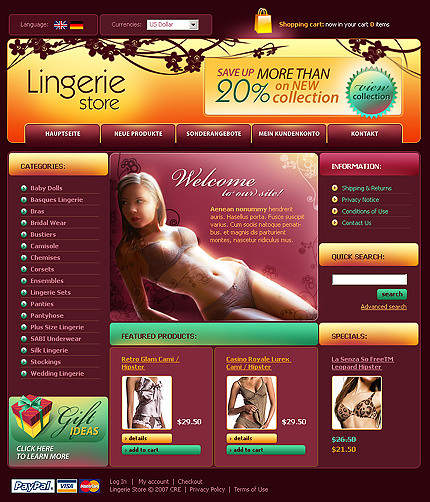 Language:
Currencies: US Dollar
Shopping cart: now in your cart 0 items
Lingerie
store
SAVE UP MORE THAN
20% on NEW
collection
view
collection
HAUPTSEITE
NEUE PRODUKTE
SONDERANGEBOTE
MEIN KUNDENKONTO
KONTAKT
CATEGORIES:
Baby Dolls
Basques Lingerie
Bras
Bridal Wear
Bustiers
Camisole
Chemises
Corsets
Ensembles
Lingerie Sets
Panties
Pantyhose
Plus Size Lingerie
SABI Underwear
Silk Lingerie
Stockings
Wedding Lingerie
Gift
IDEAS
CLICK HERE
TO LEARN MORE
Welcome
to our site!
Aenean nonummy hendrerit
auris. Hasellus porta. Fusce suscipit
varius. Cum sociis natoque penati-
bus. et magnis dis parturient
montes, nascetur ridiculus mus.
FEATURED PRODUCTS:
Retro Glam Cami /
Hipster
$29.50
details
add to cart
Casino Royale Lurex
Cami / Hipster
$29.50
details
add to cart
INFORMATION:
Shipping & Returns
Privacy Notice
Conditions of Use
Contact Us
QUICK SEARCH:
search
Advanced search
SPECIALS:
La Senza So FreeTM
Leopard Hipster
$26.50
$21.50
PayPal VISA MasterCard
Log In | My account | Checkout
Lingerie Store © 2007 CRE | Privacy Policy | Terms of Use